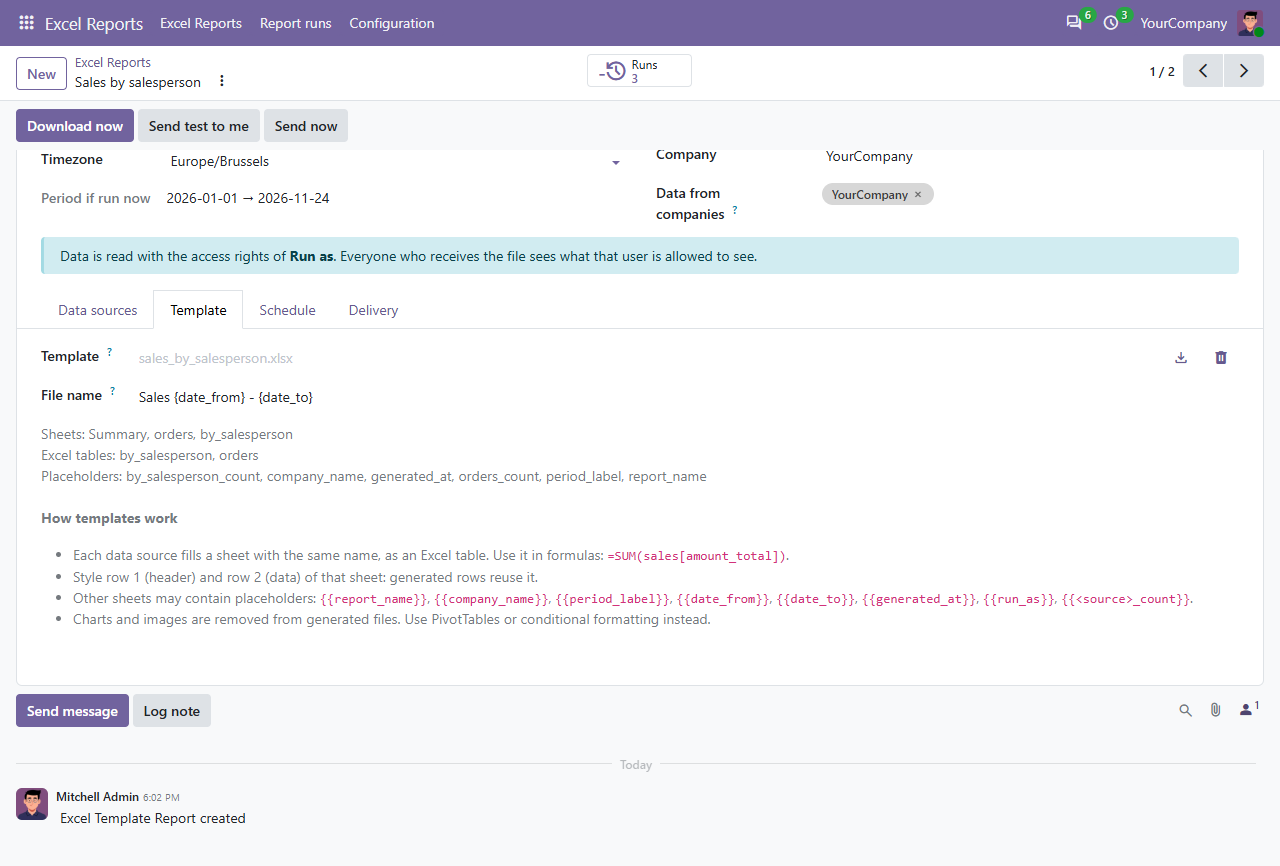 Excel Reports Excel Reports Report runs Configuration 6 3 YourCompany
New Excel Reports
Sales by salesperson
Runs
3
1 / 2
Download now Send test to me Send now
Timezone Europe/Brussels
Company YourCompany
Period if run now 2026-01-01 → 2026-11-24
Data from companies ? YourCompany ×
Data is read with the access rights of Run as. Everyone who receives the file sees what that user is allowed to see.
Data sources Template Schedule Delivery
Template ? sales_by_salesperson.xlsx
File name ? Sales {date_from} - {date_to}
Sheets: Summary, orders, by_salesperson
Excel tables: by_salesperson, orders
Placeholders: by_salesperson_count, company_name, generated_at, orders_count, period_label, report_name
How templates work
• Each data source fills a sheet with the same name, as an Excel table. Use it in formulas: =SUM(sales[amount_total]).
• Style row 1 (header) and row 2 (data) of that sheet: generated rows reuse it.
• Other sheets may contain placeholders: {{report_name}}, {{company_name}}, {{period_label}}, {{date_from}}, {{date_to}}, {{generated_at}}, {{run_as}}, {{<source>_count}}.
• Charts and images are removed from generated files. Use PivotTables or conditional formatting instead.
Send message Log note 1
Today
Mitchell Admin 6:02 PM
Excel Template Report created